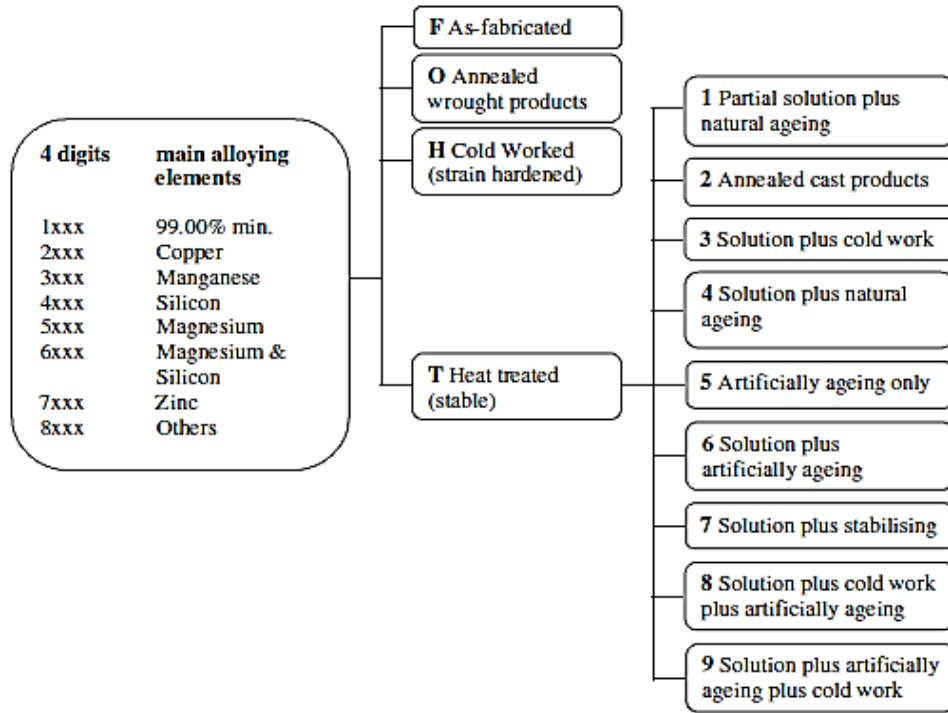 4 digits main alloying
elements
1xxx 99.00% min.
2xxx Copper
3xxx Manganese
4xxx Silicon
5xxx Magnesium
6xxx Magnesium &
Silicon
7xxx Zinc
8xxx Others
F As-fabricated
O Annealed
wrought products
H Cold Worked
(strain hardened)
T Heat treated
(stable)
1 Partial solution plus
natural ageing
2 Annealed cast products
3 Solution plus cold work
4 Solution plus natural
ageing
5 Artificially ageing only
6 Solution plus
artificially ageing
7 Solution plus stabilising
8 Solution plus cold work
plus artificially ageing
9 Solution plus artificially
ageing plus cold work